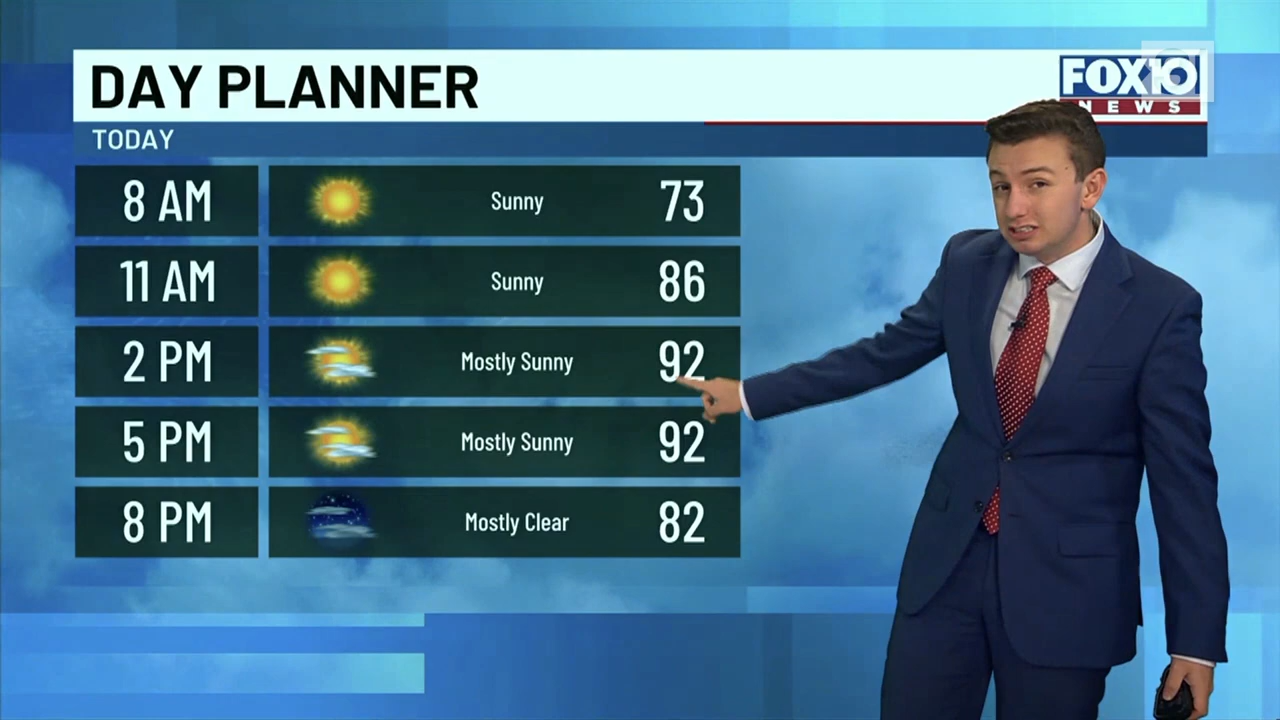 DAY PLANNER
FOX10
NEWS
TODAY
8 AM Sunny 73
11 AM Sunny 86
2 PM Mostly Sunny 92
5 PM Mostly Sunny 92
8 PM Mostly Clear 82